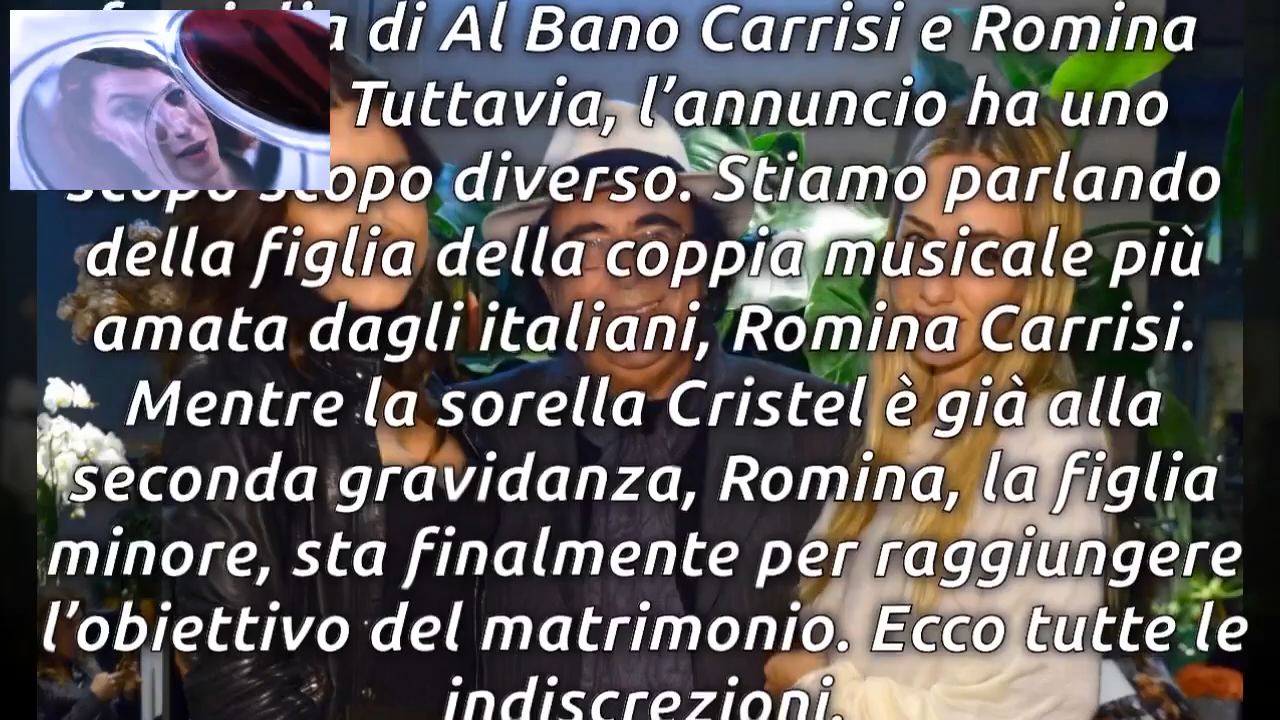 a di Al Bano Carrisi e Romina
Tuttavia, l'annuncio ha uno
scopo scopo diverso. Stiamo parlando
della figlia della coppia musicale più
amata dagli italiani, Romina Carrisi.
Mentre la sorella Cristel è già alla
seconda gravidanza, Romina, la figlia
minore, sta finalmente per raggiungere
l'obiettivo del matrimonio. Ecco tutte le
indiscrezioni.